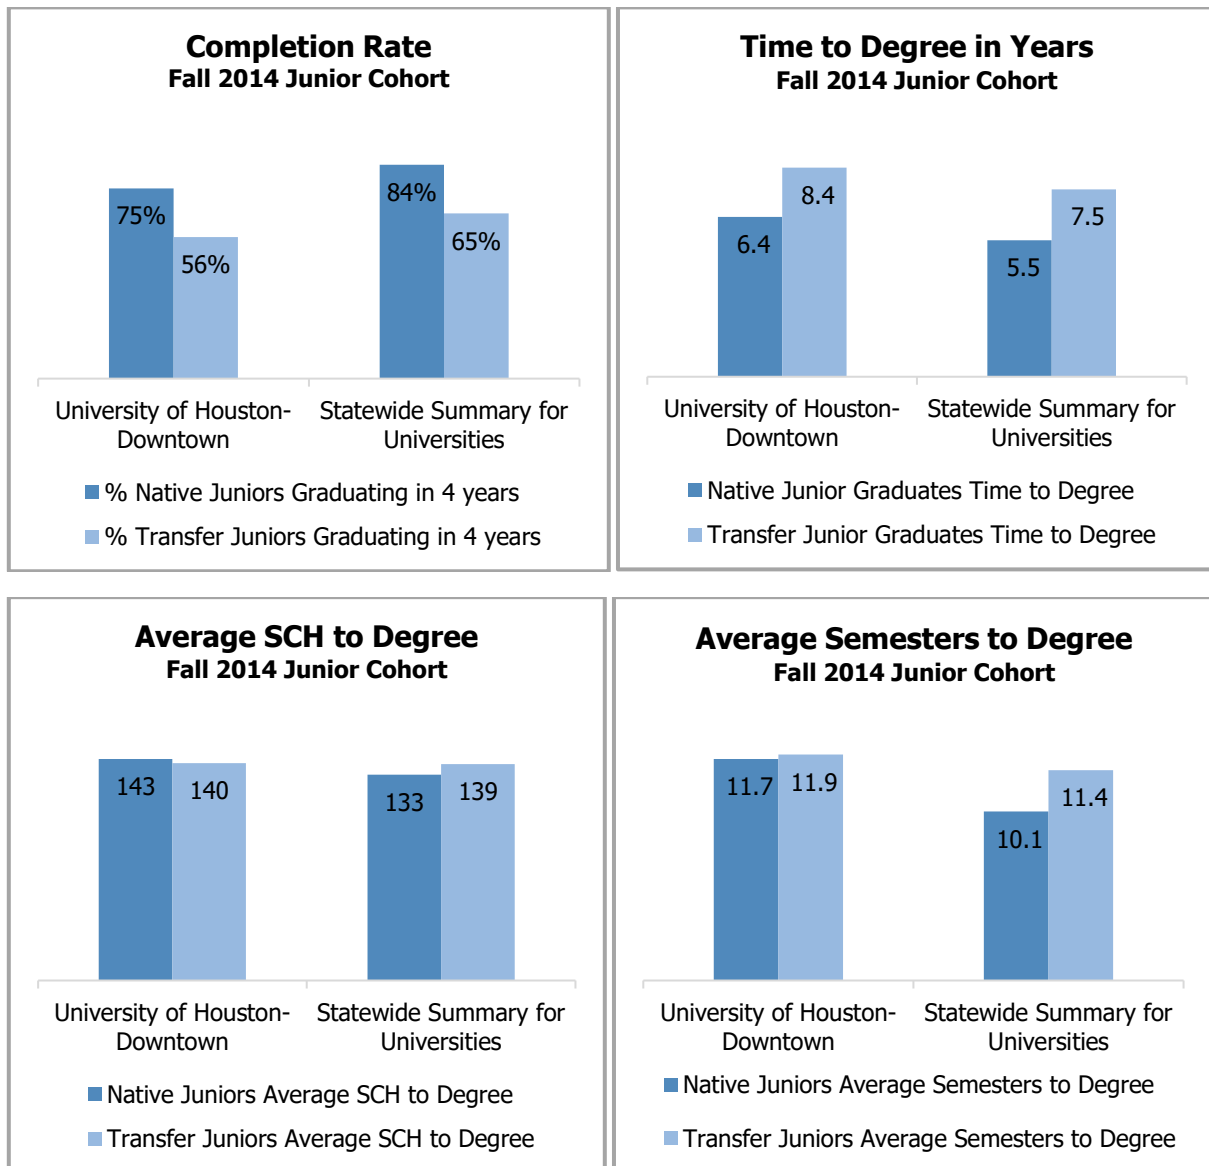 Completion Rate
Fall 2014 Junior Cohort
75%
56%
84%
65%
University of Houston-
Downtown
Statewide Summary for
Universities
% Native Juniors Graduating in 4 years
% Transfer Juniors Graduating in 4 years
Time to Degree in Years
Fall 2014 Junior Cohort
6.4
8.4
5.5
7.5
University of Houston-
Downtown
Statewide Summary for
Universities
Native Junior Graduates Time to Degree
Transfer Junior Graduates Time to Degree
Average SCH to Degree
Fall 2014 Junior Cohort
143
140
133
139
University of Houston-
Downtown
Statewide Summary for
Universities
Native Juniors Average SCH to Degree
Transfer Juniors Average SCH to Degree
Average Semesters to Degree
Fall 2014 Junior Cohort
11.7
11.9
10.1
11.4
University of Houston-
Downtown
Statewide Summary for
Universities
Native Juniors Average Semesters to Degree
Transfer Juniors Average Semesters to Degree